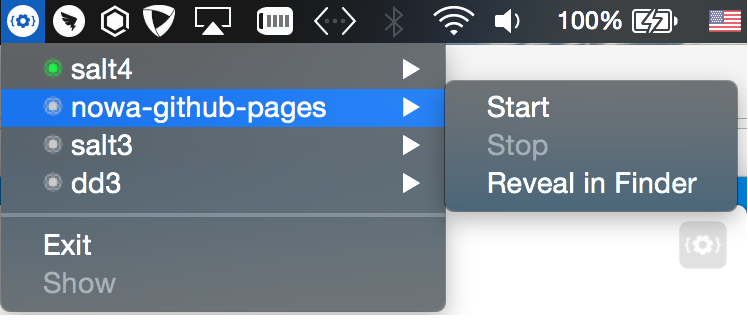 100%
salt4
nowa-github-pages
Start
salt3
Stop
dd3
Reveal in Finder
Exit
Show